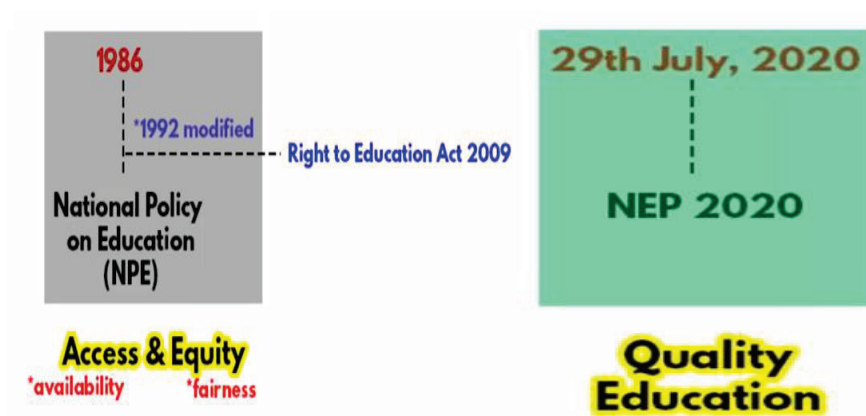 1986
*1992 modified
Right to Education Act 2009
National Policy
on Education
(NPE)
Access & Equity
*availability *fairness
29th July, 2020
NEP 2020
Quality
Education